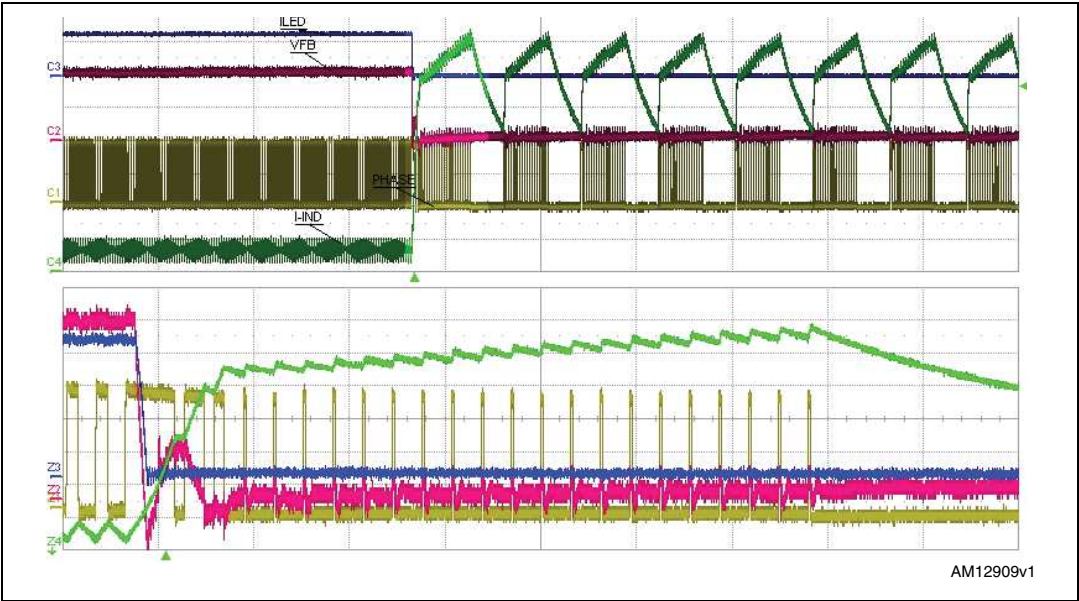 ILED
VFB
C3
C2
PHASE
C1
I-IND
C4
Z3
Z4
AM12909v1